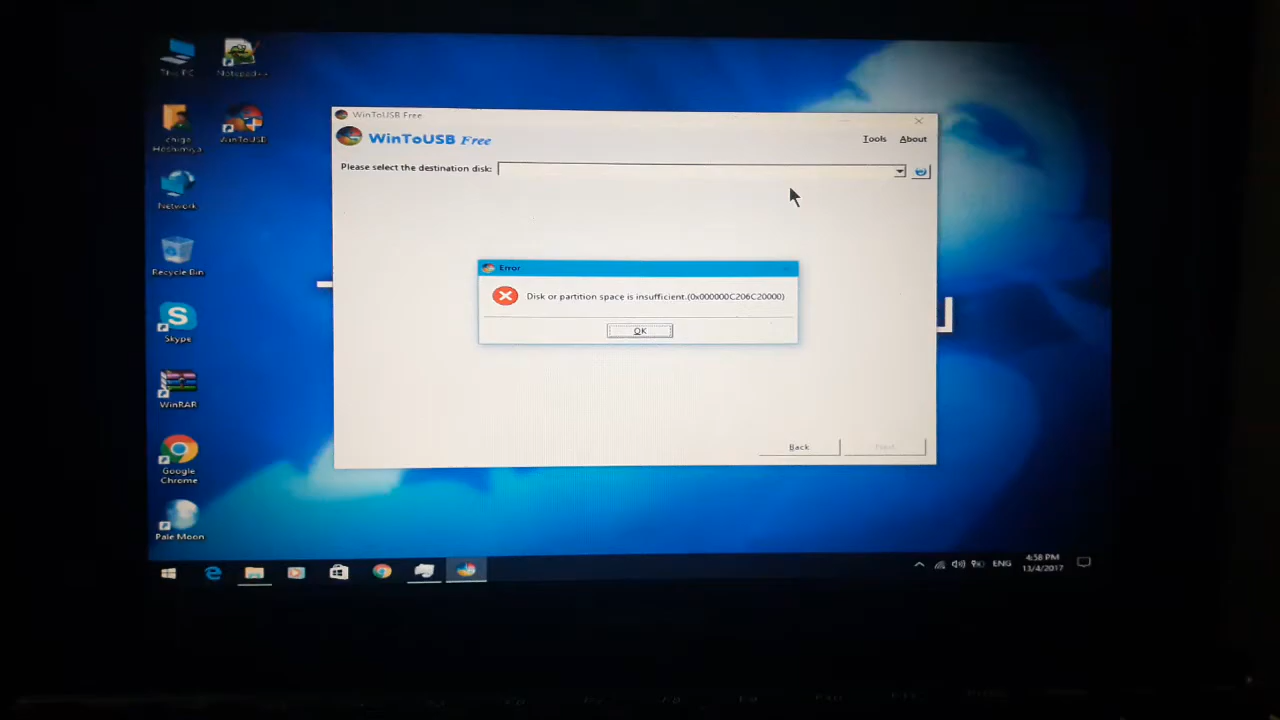 This PC
Notepad++
chiga
Hoshimiya
WinToUSB
Network
Recycle Bin
Skype
WinRAR
Google
Chrome
Pale Moon
WinToUSB Free
WinToUSB Free
Tools
About
Please select the destination disk:
Error
Disk or partition space is insufficient.(0x000000C206C20000)
OK
Back
Next
ENG
4:58 PM
13/4/2017